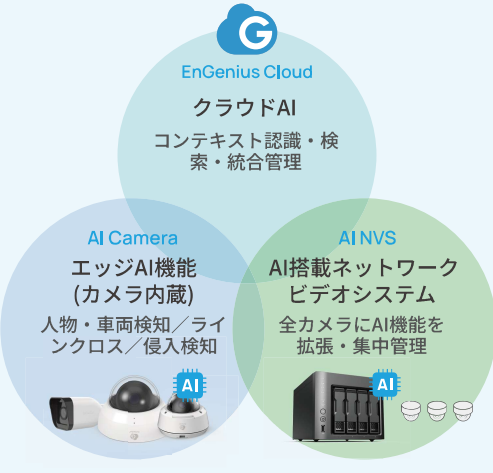 G
EnGenius Cloud
クラウドAI
コンテキスト認識・検
索・統合管理
AI Camera
エッジAI機能
(カメラ内蔵)
人物・車両検知／ライ
ンクロス／侵入検知
AI
AI NVS
AI搭載ネットワーク
ビデオシステム
全カメラにAI機能を
拡張・集中管理
AI